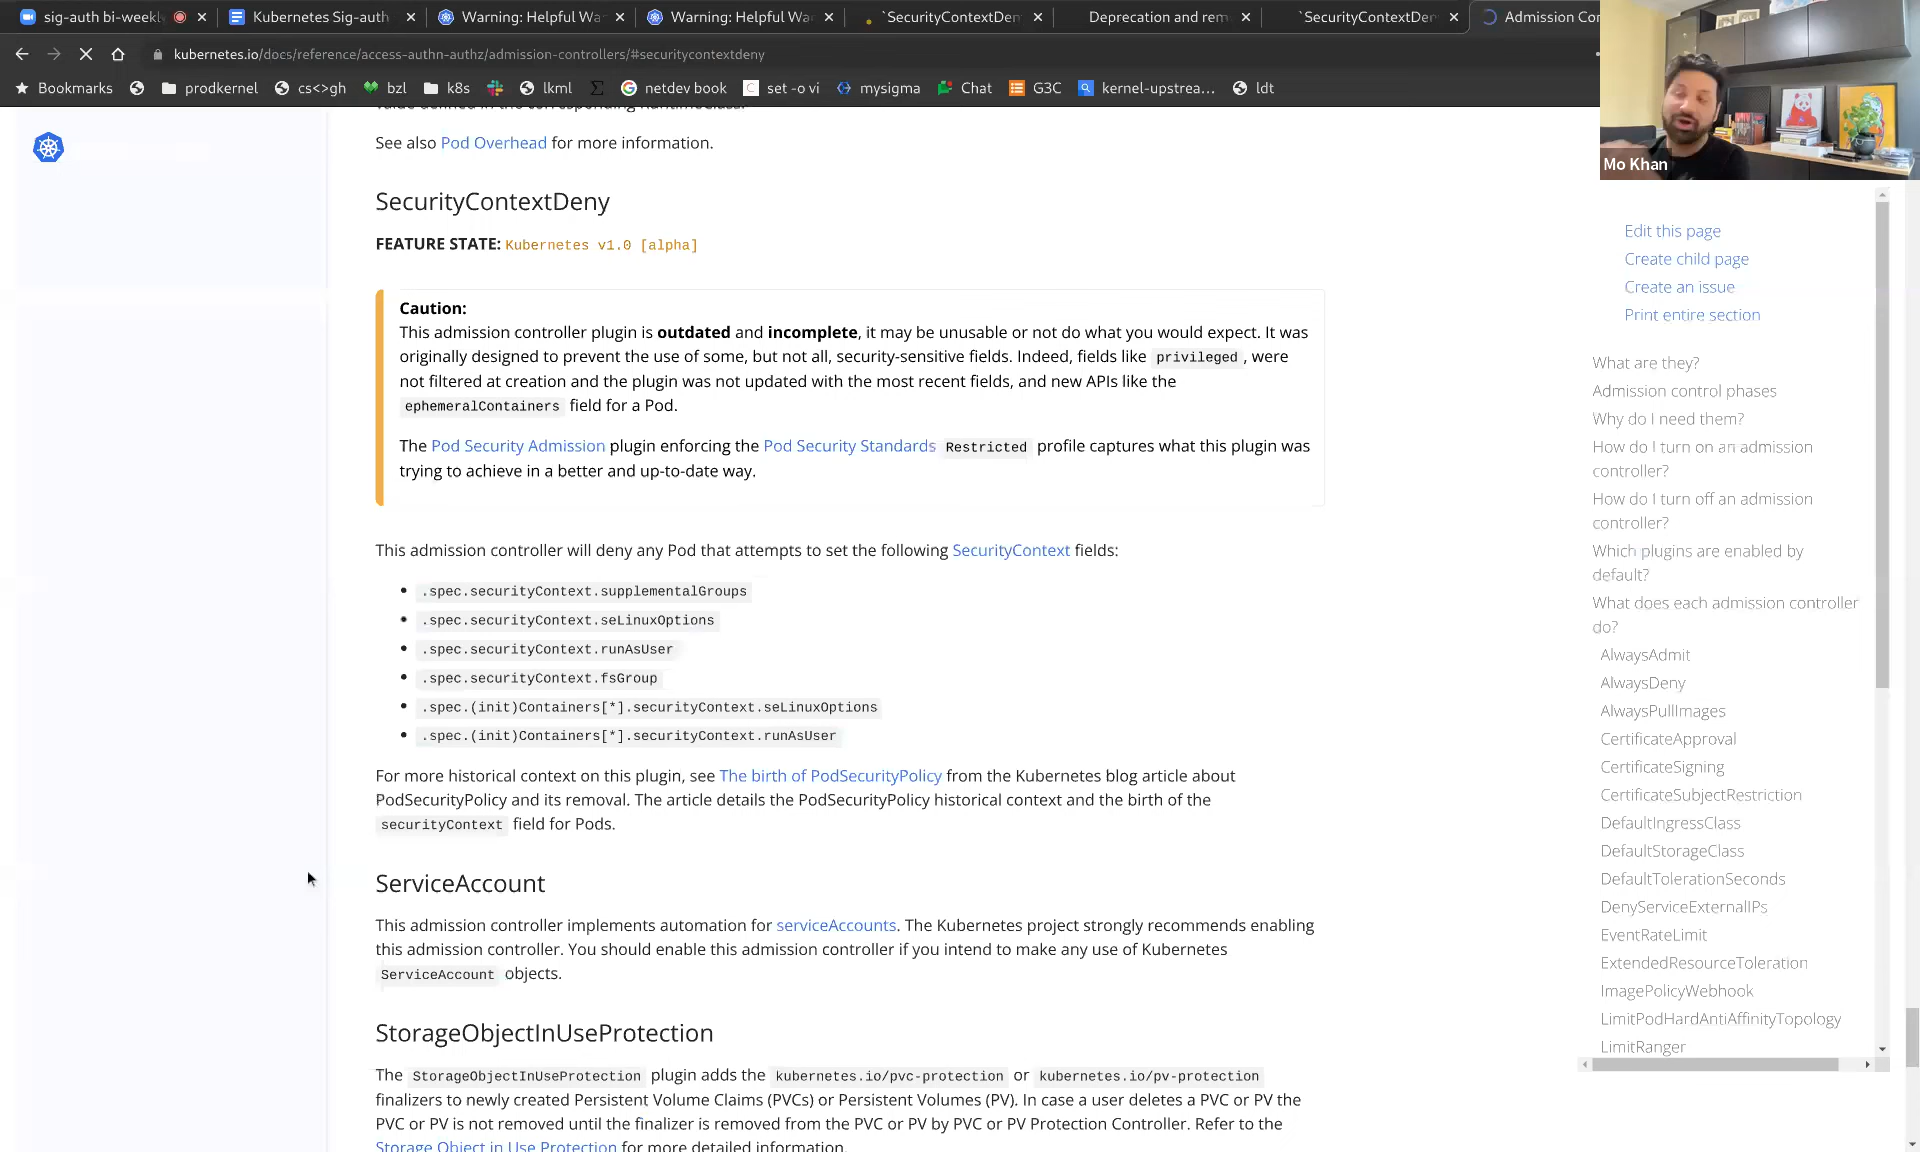 sig-auth bi-weekl
Kubernetes Sig-auth
Warning: Helpful Wa
Warning: Helpful Wa
`SecurityContextDen
Deprecation and rem
`SecurityContextDen
Admission Co
kubernetes.io/docs/reference/access-authn-authz/admission-controllers/#securitycontextdeny
Bookmarks
prodkernel
cs<>gh
bzl
k8s
lkml
netdev book
set -o vi
mysigma
Chat
G3C
kernel-upstrea...
ldt
Mo Khan
value defined in the corresponding RuntimeClass.
See also Pod Overhead for more information.
SecurityContextDeny
FEATURE STATE: Kubernetes v1.0 [alpha]
Caution:
This admission controller plugin is outdated and incomplete, it may be unusable or not do what you would expect. It was
originally designed to prevent the use of some, but not all, security-sensitive fields. Indeed, fields like privileged, were
not filtered at creation and the plugin was not updated with the most recent fields, and new APIs like the
ephemeralContainers field for a Pod.
The Pod Security Admission plugin enforcing the Pod Security Standards Restricted profile captures what this plugin was
trying to achieve in a better and up-to-date way.
This admission controller will deny any Pod that attempts to set the following SecurityContext fields:
.spec.securityContext.supplementalGroups
.spec.securityContext.seLinuxOptions
.spec.securityContext.runAsUser
.spec.securityContext.fsGroup
.spec.(init)Containers[*].securityContext.seLinuxOptions
.spec.(init)Containers[*].securityContext.runAsUser
For more historical context on this plugin, see The birth of PodSecurityPolicy from the Kubernetes blog article about
PodSecurityPolicy and its removal. The article details the PodSecurityPolicy historical context and the birth of the
securityContext field for Pods.
ServiceAccount
This admission controller implements automation for serviceAccounts. The Kubernetes project strongly recommends enabling
this admission controller. You should enable this admission controller if you intend to make any use of Kubernetes
ServiceAccount objects.
StorageObjectInUseProtection
The StorageObjectInUseProtection plugin adds the kubernetes.io/pvc-protection or kubernetes.io/pv-protection
finalizers to newly created Persistent Volume Claims (PVCs) or Persistent Volumes (PV). In case a user deletes a PVC or PV the
PVC or PV is not removed until the finalizer is removed from the PVC or PV by PVC or PV Protection Controller. Refer to the
Storage Object in Use Protection for more detailed information.
Edit this page
Create child page
Create an issue
Print entire section
What are they?
Admission control phases
Why do I need them?
How do I turn on an admission
controller?
How do I turn off an admission
controller?
Which plugins are enabled by
default?
What does each admission controller
do?
AlwaysAdmit
AlwaysDeny
AlwaysPullImages
CertificateApproval
CertificateSigning
CertificateSubjectRestriction
DefaultIngressClass
DefaultStorageClass
DefaultTolerationSeconds
DenyServiceExternalIPs
EventRateLimit
ExtendedResourceToleration
ImagePolicyWebhook
LimitPodHardAntiAffinityTopology
LimitRanger